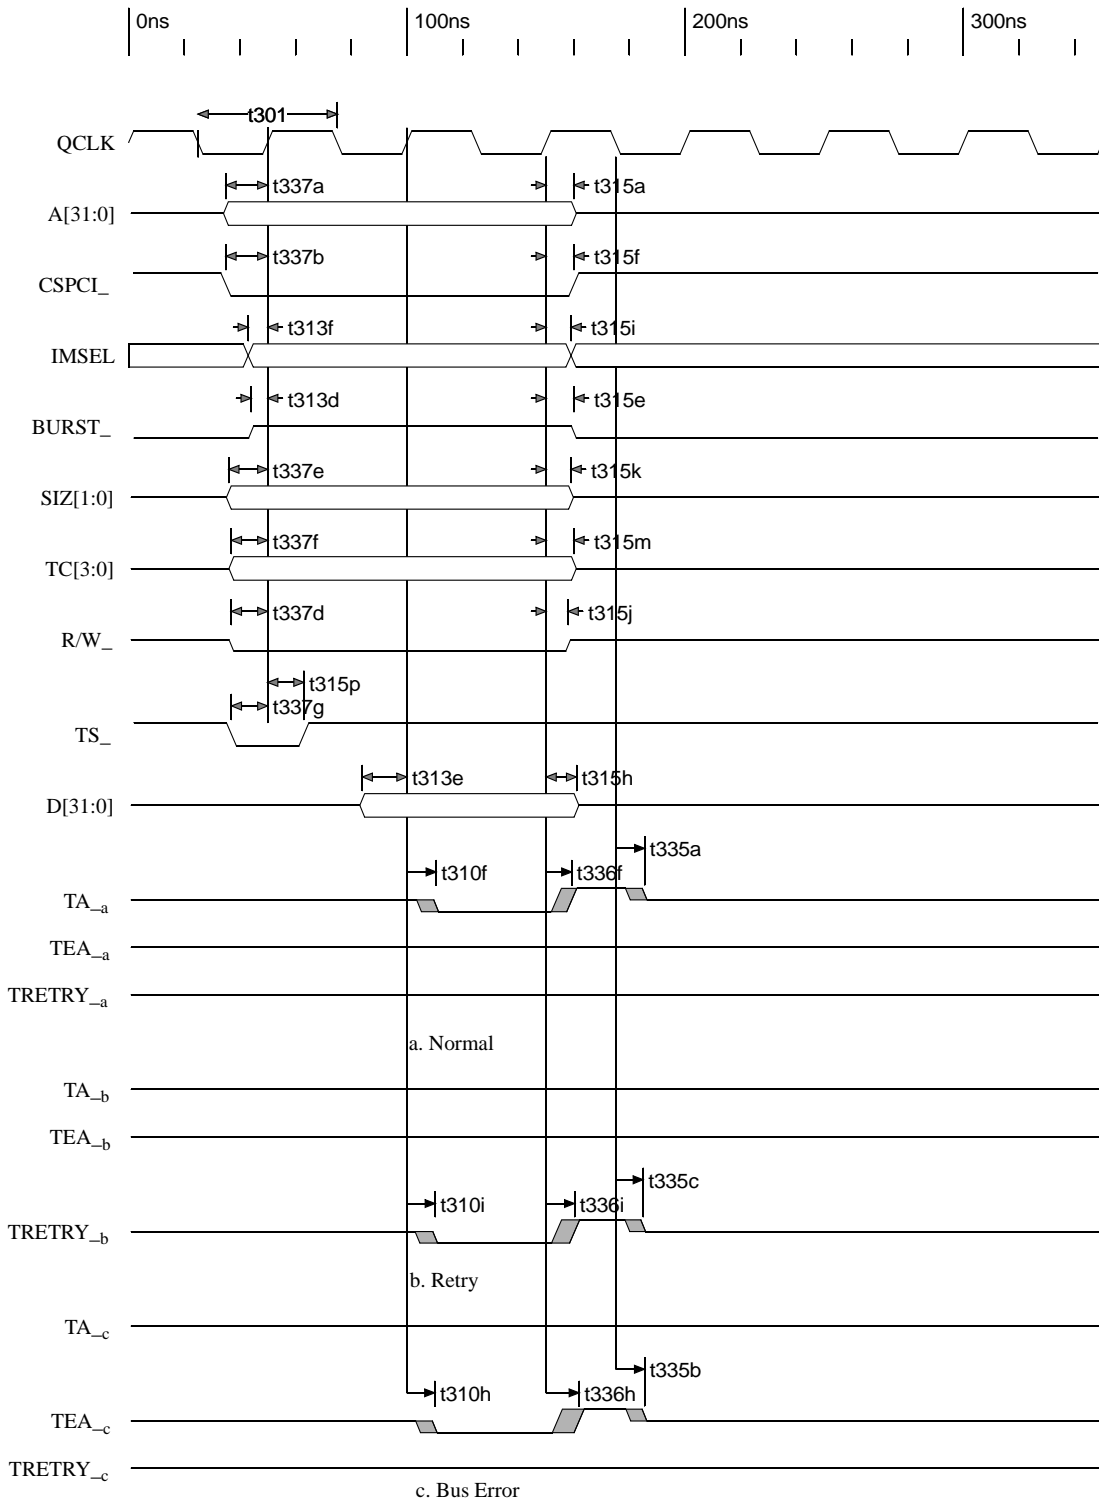 0ns 100ns 200ns 300ns
t301
QCLK
t337a t315a
A[31:0]
t337b t315f
CSPCI_
t313f t315i
IMSEL
t313d t315e
BURST_
t337e t315k
SIZ[1:0]
t337f t315m
TC[3:0]
t337d t315j
R/W_
t315p
t337g
TS_
t313e t315h
D[31:0]
t335a
t310f t336f
TA_a
TEA_a
TRETRY_a
a. Normal
TA_b
TEA_b
t335c
t310i t336i
TRETRY_b
b. Retry
TA_c
t335b
t310h t336h
TEA_c
TRETRY_c
c. Bus Error